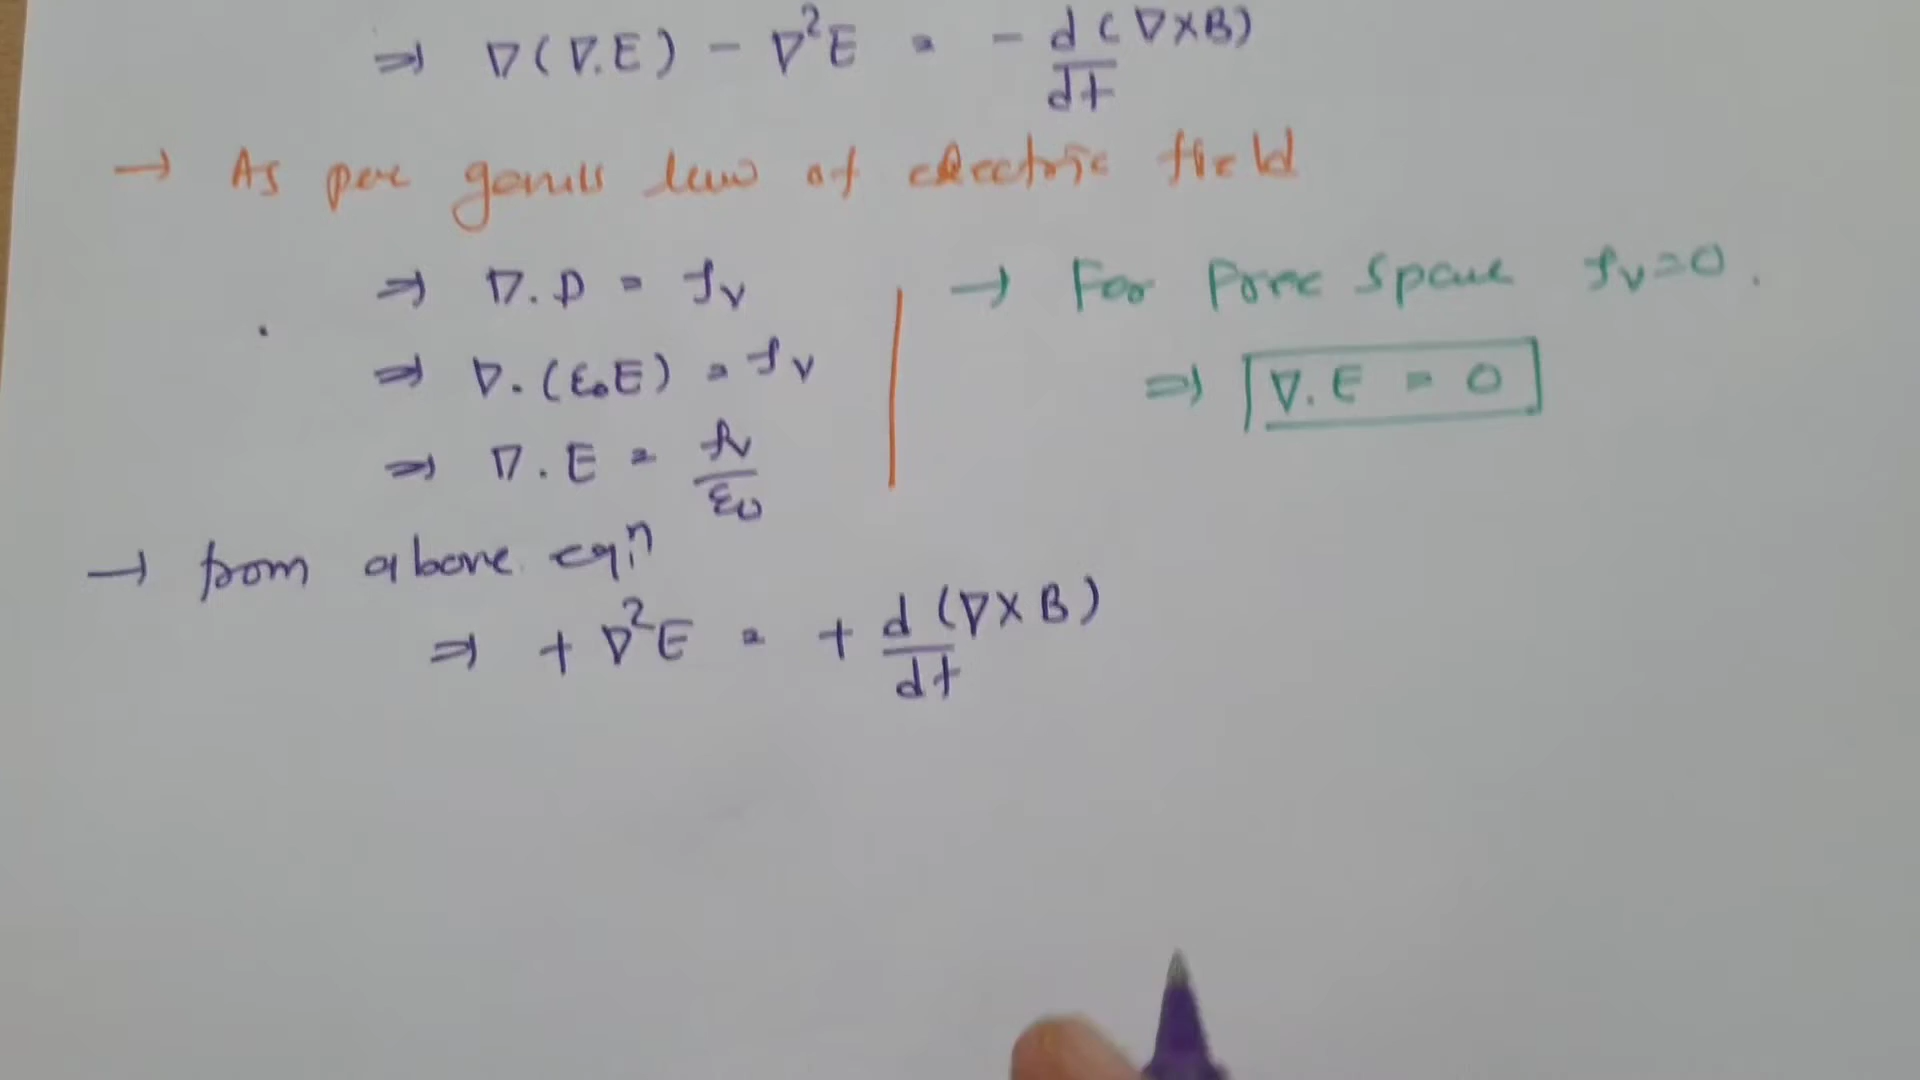 ⇒ ∇(∇.E) - ∇²E = - d/dt (∇×B)
→ As per gauss law of electric field
⇒ ∇.D = ρv
⇒ ∇.(ε₀E) = ρv
⇒ ∇.E = ρv/ε₀
→ For free space ρv=0.
⇒ ∇.E = 0
→ from above eqⁿ
⇒ + ∇²E = + d/dt (∇×B)